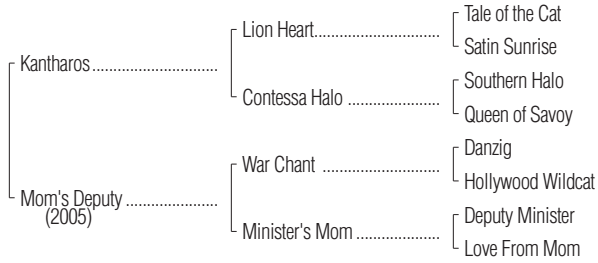 Tale of the Cat
Lion Heart
Satin Sunrise
Kantharos
Southern Halo
Contessa Halo
Queen of Savoy
Danzig
War Chant
Hollywood Wildcat
Mom's Deputy
(2005)
Deputy Minister
Minister's Mom
Love From Mom